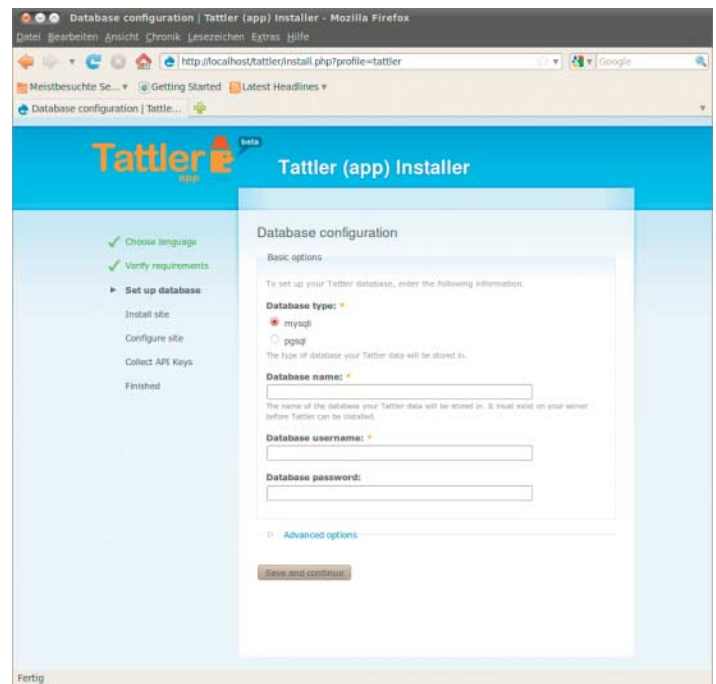 Database configuration | Tattler (app) Installer - Mozilla Firefox
Datei Bearbeiten Ansicht Chronik Lesezeichen Extras Hilfe
http://localhost/tattler/install.php?profile=tattler
Google
Meistbesuchte Se... Getting Started Latest Headlines
Database configuration | Tattle...
Tattler
app
beta
Tattler (app) Installer
Choose language
Verify requirements
Set up database
Install site
Configure site
Collect API Keys
Finished
Database configuration
Basic options
To set up your Tattler database, enter the following information.
Database type: *
mysqli
pgsql
The type of database your Tattler data will be stored in.
Database name: *
The name of the database your Tattler data will be stored in. It must exist on your server
before Tattler can be installed.
Database username: *
Database password:
Advanced options
Save and continue
Fertig